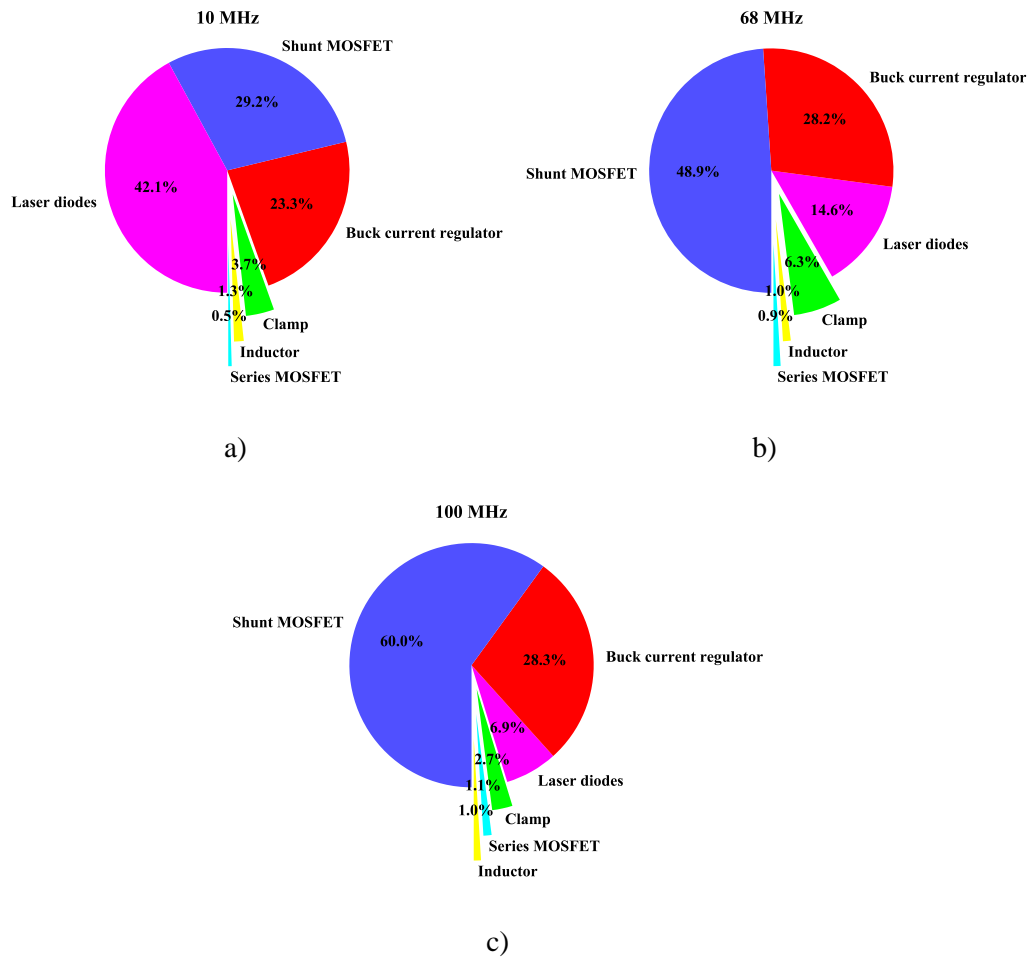 10 MHz
Shunt MOSFET
29.2%
42.1%
Laser diodes
23.3%
Buck current regulator
3.7%
1.3%
0.5%
Clamp
Inductor
Series MOSFET
a)
68 MHz
Buck current regulator
28.2%
Shunt MOSFET
48.9%
14.6%
Laser diodes
6.3%
1.0%
0.9%
Clamp
Inductor
Series MOSFET
b)
100 MHz
Shunt MOSFET
60.0%
28.3%
Buck current regulator
6.9%
2.7%
Laser diodes
1.1%
1.0%
Clamp
Series MOSFET
Inductor
c)